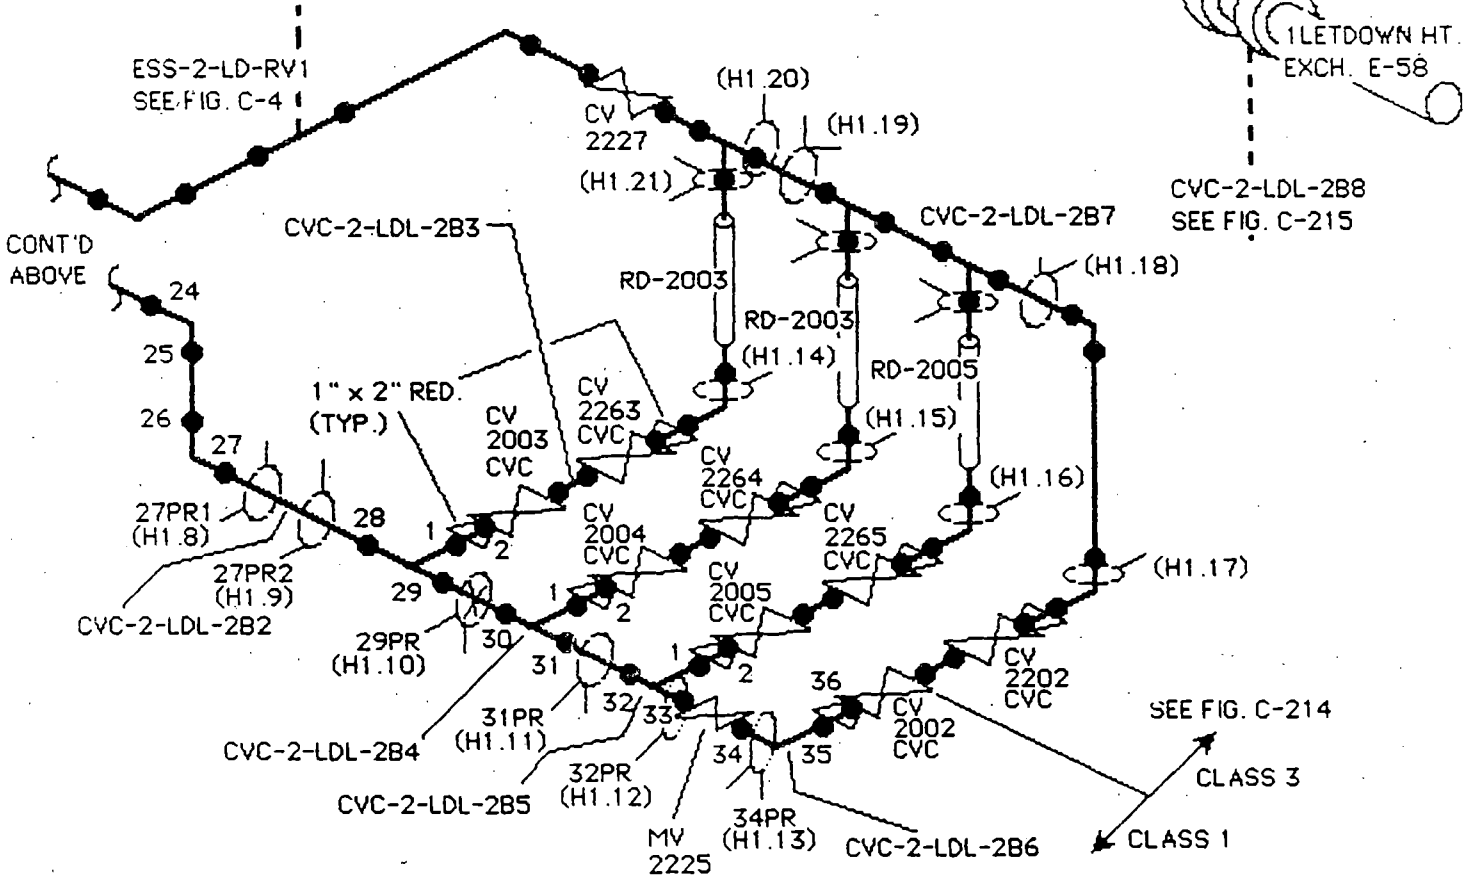 1LETDOWN HT.
EXCH. E-58
ESS-2-LD-RV1
SEE FIG. C-4
(H1.20)
(H1.19)
CV
2227
(H1.21)
CVC-2-LDL-2B8
SEE FIG. C-215
CVC-2-LDL-2B3
CVC-2-LDL-2B7
CONT'D
ABOVE
(H1.18)
RD-2003
24
RD-2003
25
(H1.14)
RD-2005
1" x 2" RED.
(TYP.)
CV
2263
CVC
CV
2003
CVC
26
(H1.15)
27
CV
2264
CVC
(H1.16)
27PR1
(H1.8)
28
1
2
CV
2004
CVC
CV
2265
CVC
27PR2
(H1.9)
(H1.17)
29
CV
2005
CVC
1
2
CVC-2-LDL-2B2
29PR
(H1.10)
30
31
1
2
32
33
36
CV
2202
CVC
31PR
(H1.11)
CV
2002
CVC
SEE FIG. C-214
CVC-2-LDL-2B4
34
35
32PR
(H1.12)
CLASS 3
CVC-2-LDL-2B5
34PR
(H1.13)
MV
2225
CVC-2-LDL-2B6
CLASS 1